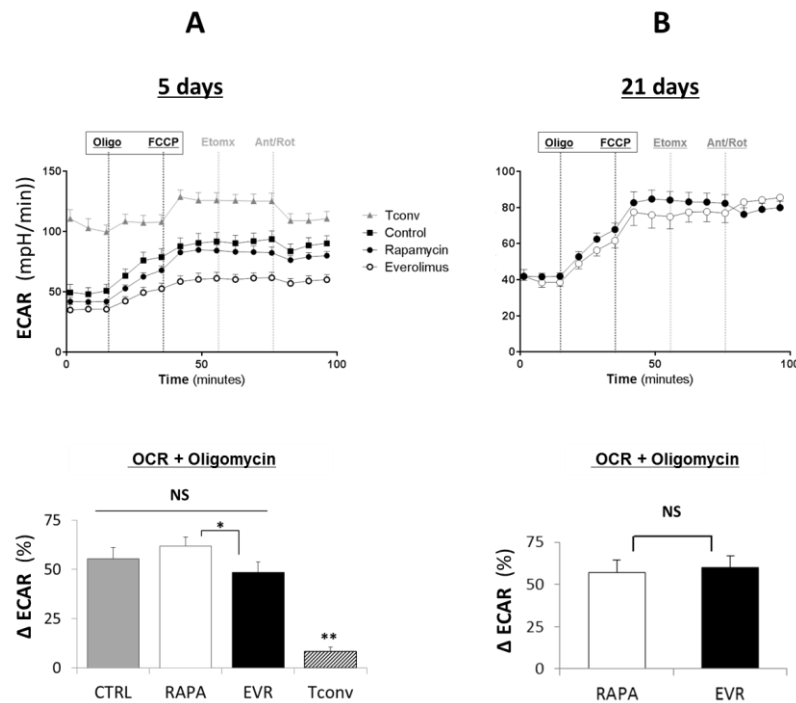 A
B
5 days
21 days
Oligo FCCP Etomx Ant/Rot
Oligo FCCP Etomx Ant/Rot
150
100
50
0
ECAR (mpH/min))
0 50 100
Time (minutes)
Tconv
Control
Rapamycin
Everolimus
100
80
60
40
20
0
0 50 100
Time (minutes)
OCR + Oligomycin
NS
*
**
75
50
25
0
Δ ECAR (%)
CTRL RAPA EVR Tconv
OCR + Oligomycin
NS
75
50
25
0
Δ ECAR (%)
RAPA EVR